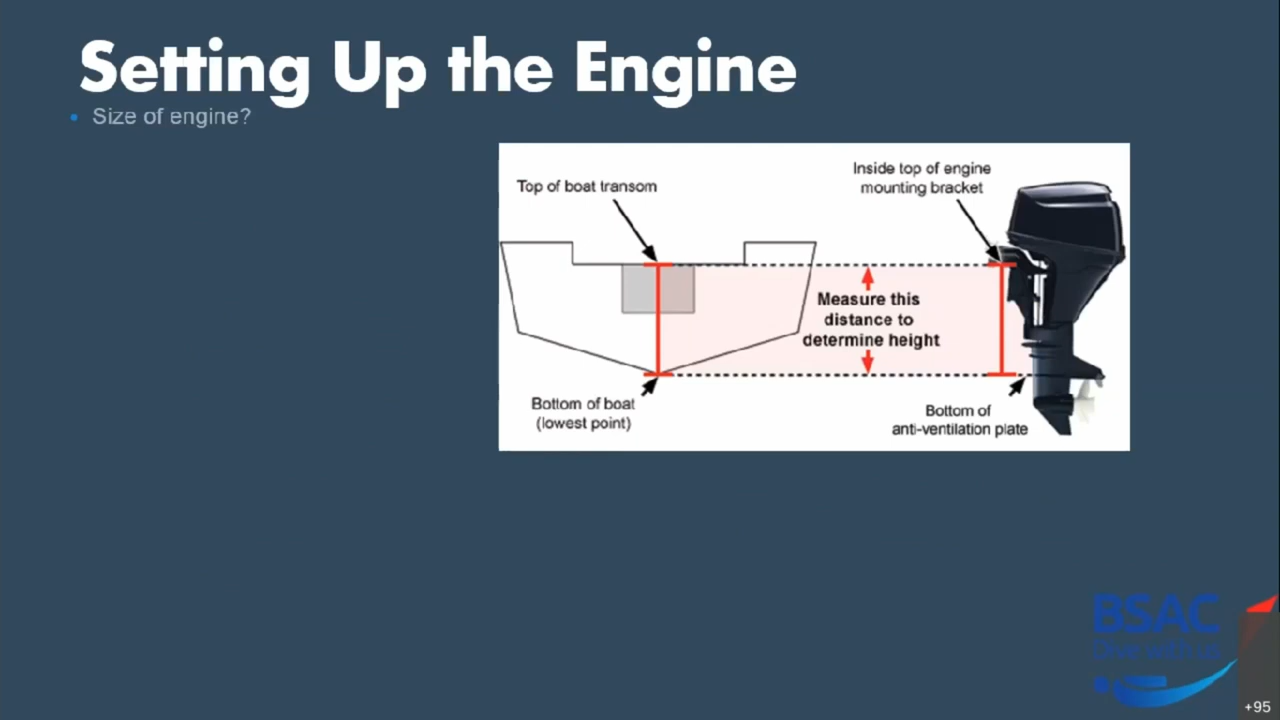 Setting Up the Engine
• Size of engine?
Top of boat transom
Inside top of engine
mounting bracket
Measure this
distance to
determine height
Bottom of boat
(lowest point)
Bottom of
anti-ventilation plate
BSAC
Dive with us
+95